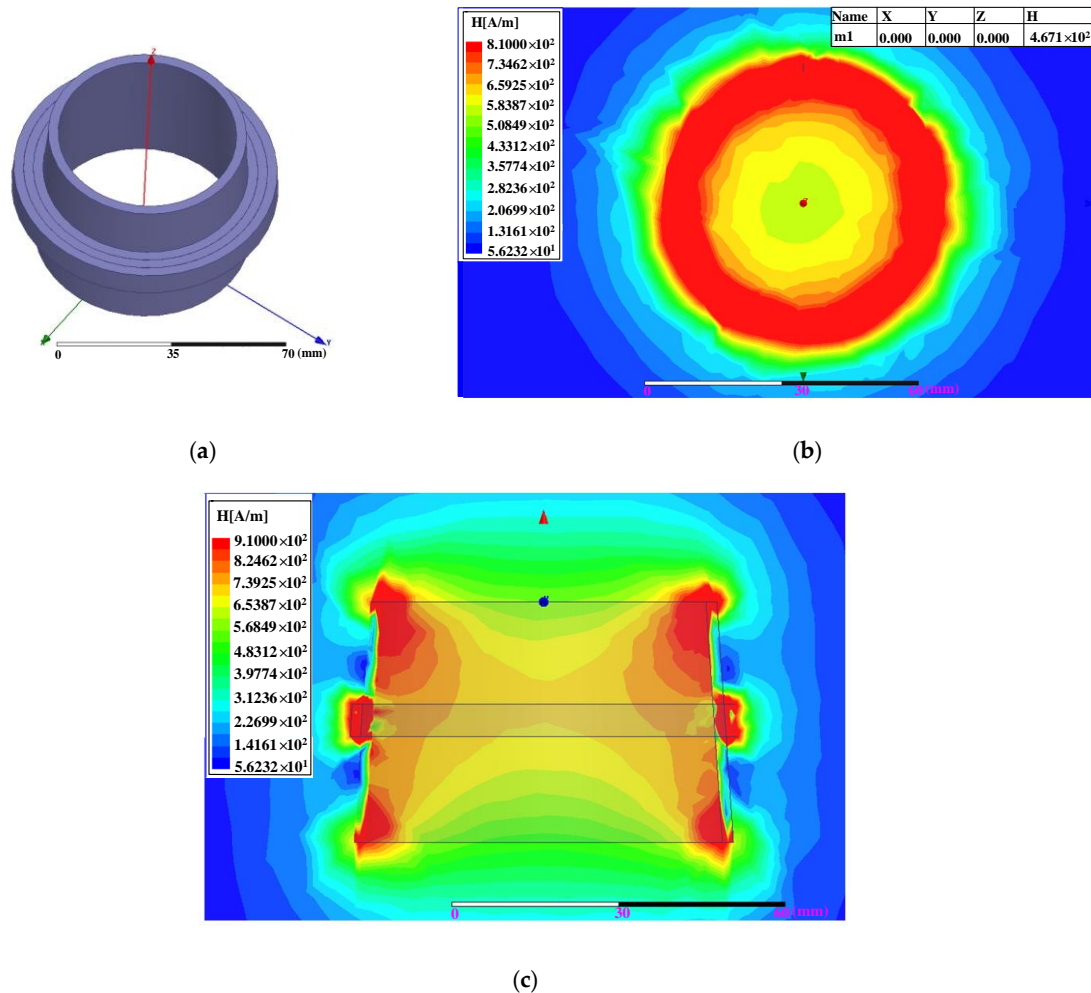 Z
X
Y
0 35 70 (mm)
(a)
H[A/m]
8.1000×10²
7.3462×10²
6.5925×10²
5.8387×10²
5.0849×10²
4.3312×10²
3.5774×10²
2.8236×10²
2.0699×10²
1.3161×10²
5.6232×10¹
Name X Y Z H
m1 0.000 0.000 0.000 4.671×10²
0 30 60 (mm)
(b)
H[A/m]
9.1000×10²
8.2462×10²
7.3925×10²
6.5387×10²
5.6849×10²
4.8312×10²
3.9774×10²
3.1236×10²
2.2699×10²
1.4161×10²
5.6232×10¹
0 30 60 (mm)
(c)